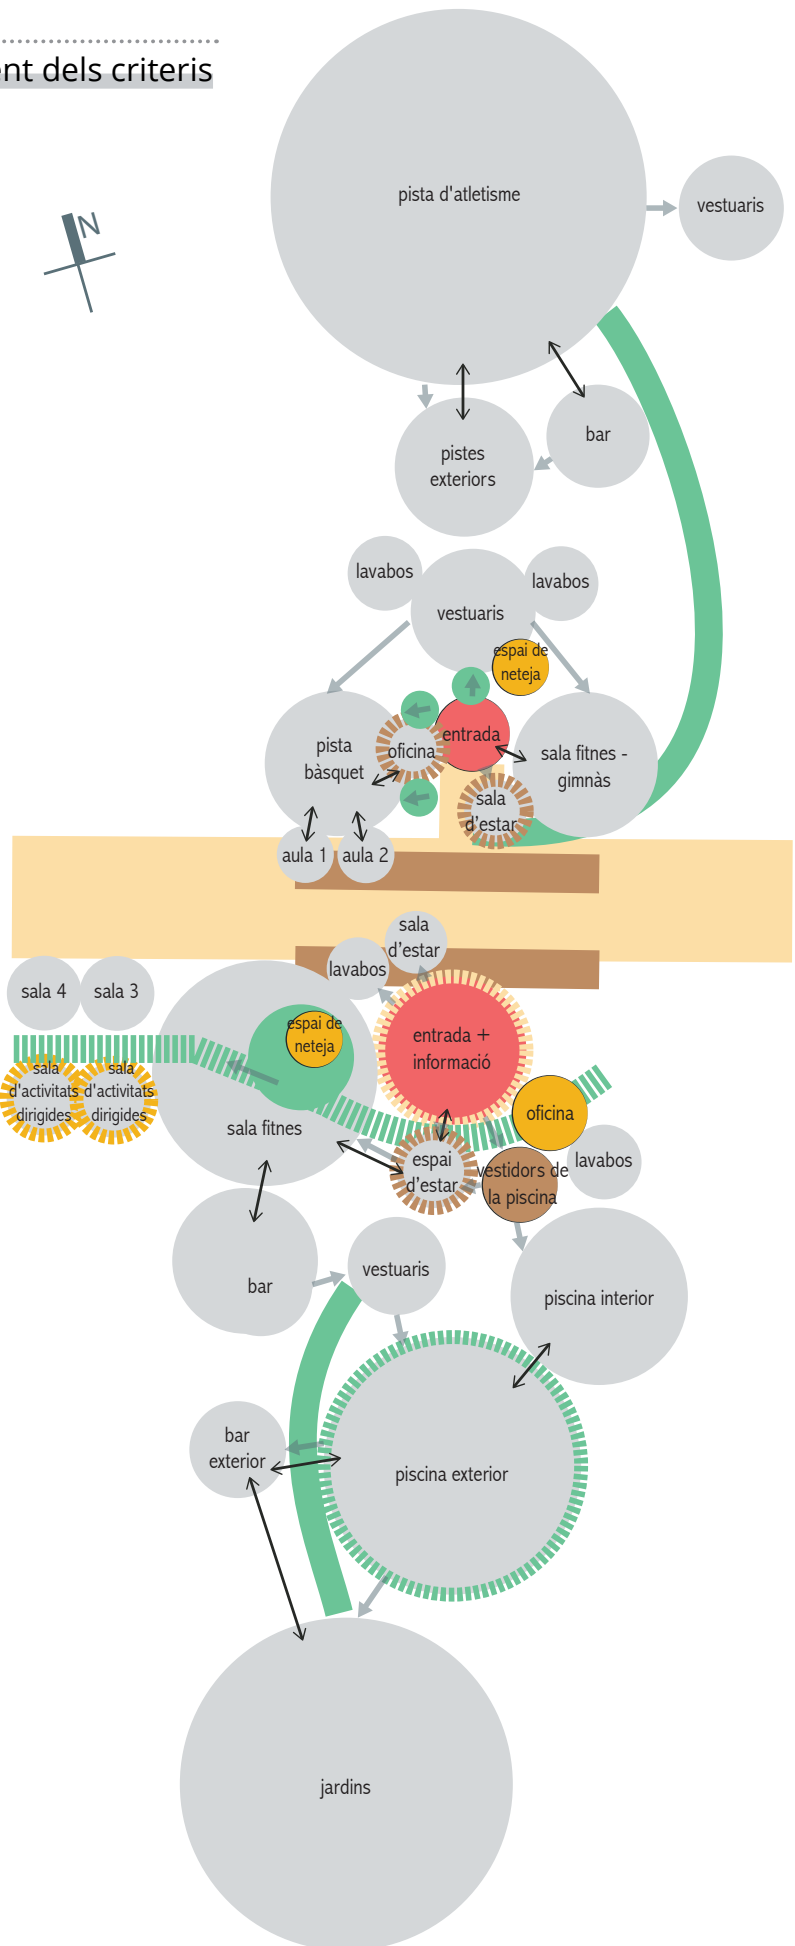 nt dels criteris
N
pista d'atletisme
vestuaris
bar
pistes
exteriors
lavabos
lavabos
vestuaris
espai de
neteja
entrada
pista
bàsquet
oficina
sala fitnes -
gimnàs
sala
d'estar
aula 1
aula 2
sala
d'estar
lavabos
sala 4
sala 3
espai de
neteja
entrada +
informació
sala
d'activitats
dirigides
sala
d'activitats
dirigides
sala fitnes
oficina
espai
d'estar
vestidors de
la piscina
lavabos
bar
vestuaris
piscina interior
bar
exterior
piscina exterior
jardins